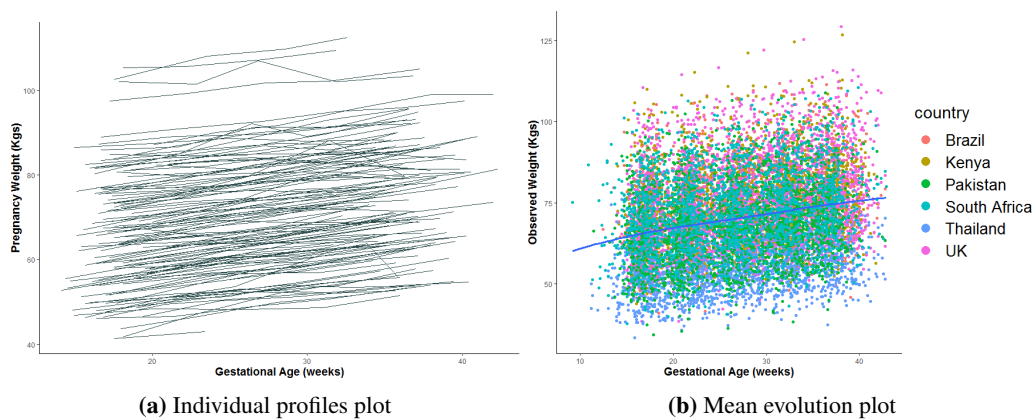 100
80
60
40
Pregnancy Weight (Kgs)
20
30
40
Gestational Age (weeks)
(a) Individual profiles plot
125
100
75
50
Observed Weight (Kgs)
10
20
30
40
Gestational Age (weeks)
country
Brazil
Kenya
Pakistan
South Africa
Thailand
UK
(b) Mean evolution plot